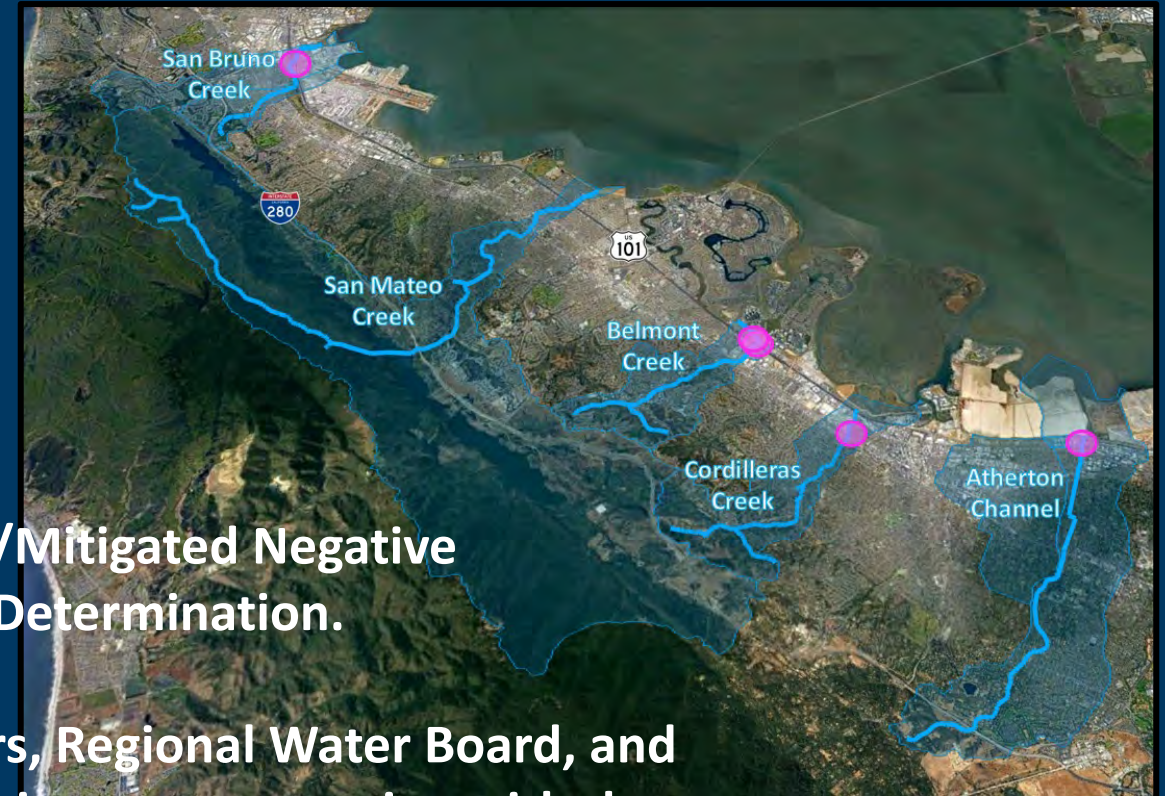 San Bruno
Creek
280
San Mateo
Creek
US
101
Belmont
Creek
Cordilleras
Creek
Atherton
Channel
/Mitigated Negative
Determination.
rs, Regional Water Board, and